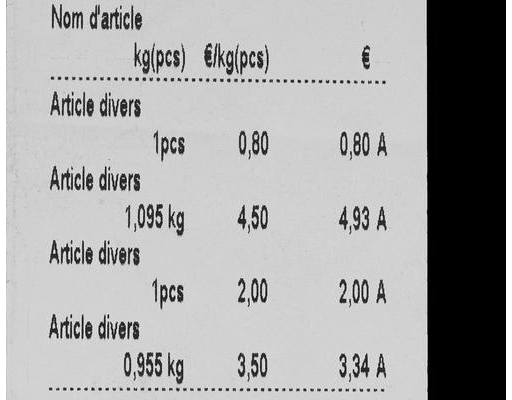 Nom d'article
kg(pcs) €/kg(pcs) €
Article divers
1pcs 0,80 0,80 A
Article divers
1,095 kg 4,50 4,93 A
Article divers
1pcs 2,00 2,00 A
Article divers
0,955 kg 3,50 3,34 A